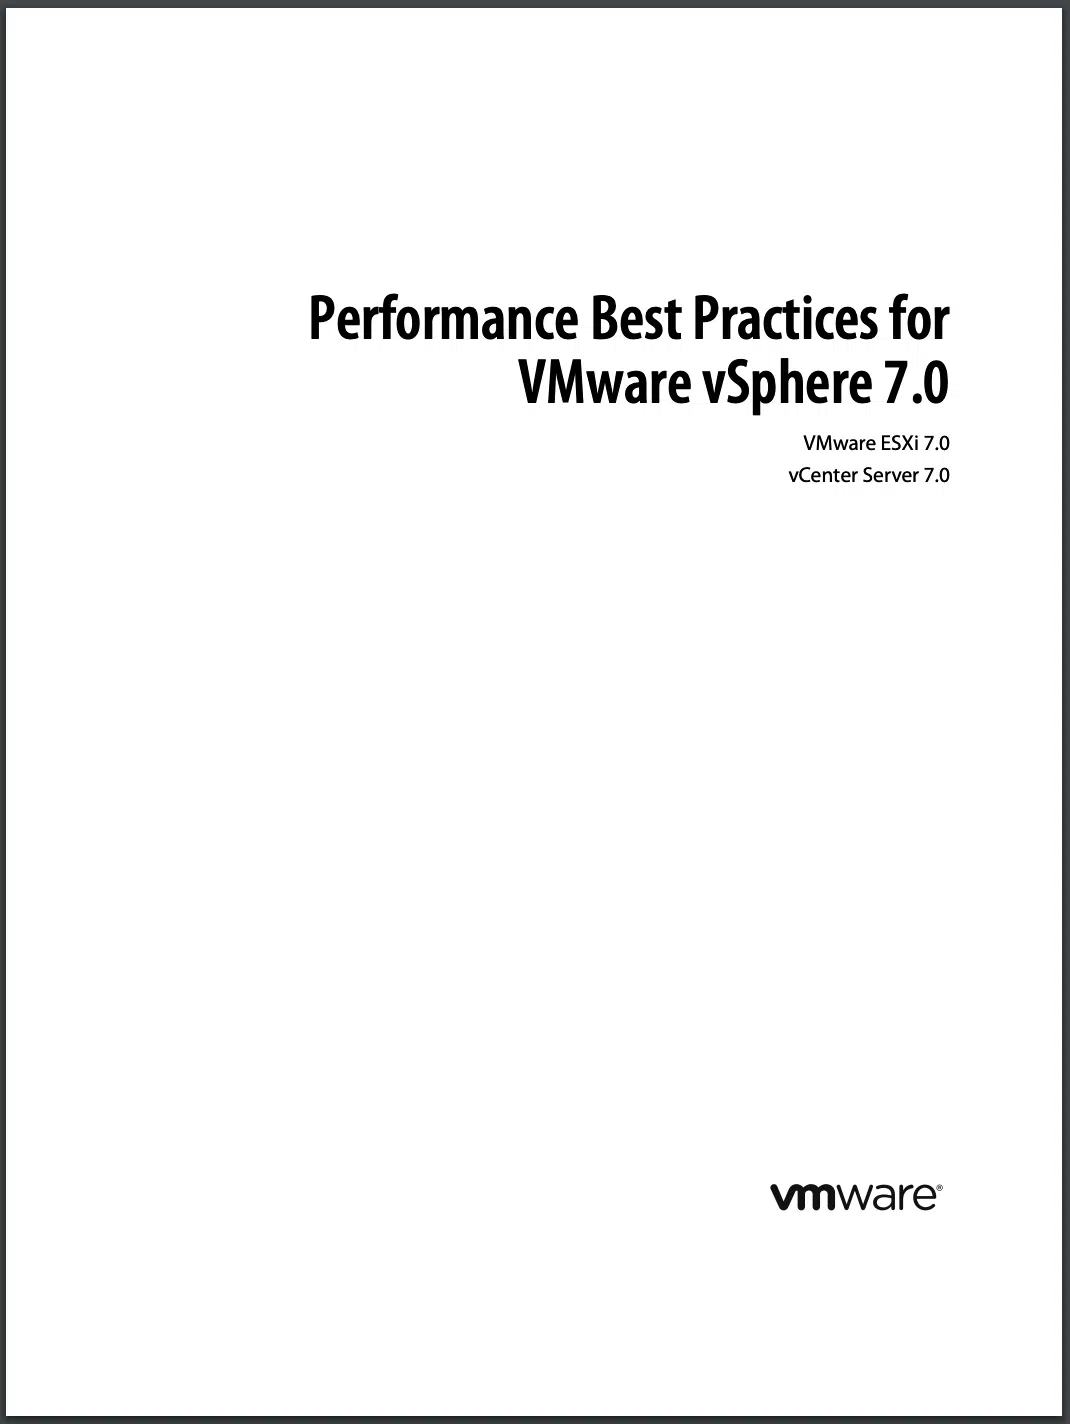 Performance Best Practices for
VMware vSphere 7.0
VMware ESXi 7.0
vCenter Server 7.0
vmware®